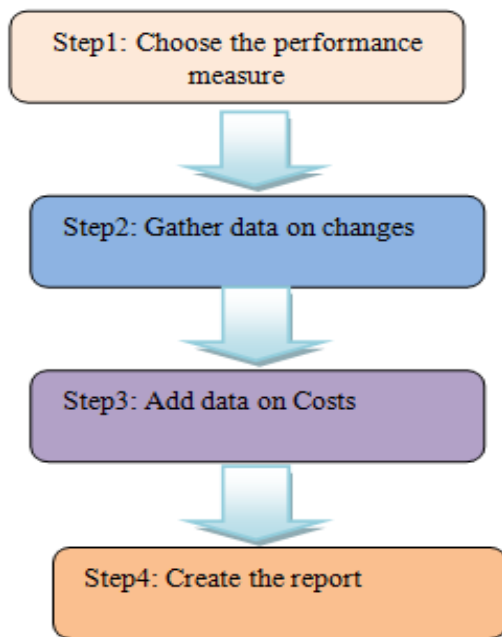 Step1: Choose the performance
measure
Step2: Gather data on changes
Step3: Add data on Costs
Step4: Create the report